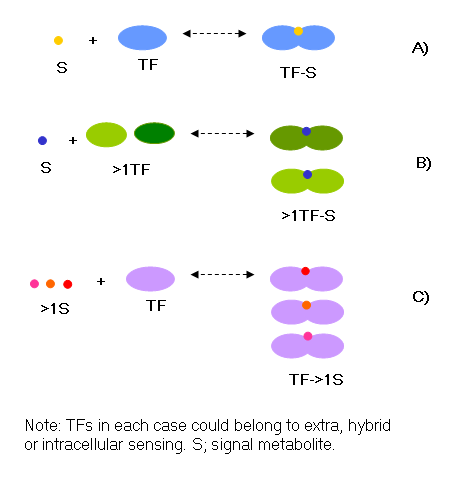 S + TF TF-S A)
S + >1TF >1TF-S B)
>1S + TF TF->1S C)
Note: TFs in each case could belong to extra, hybrid
or intracellular sensing. S; signal metabolite.